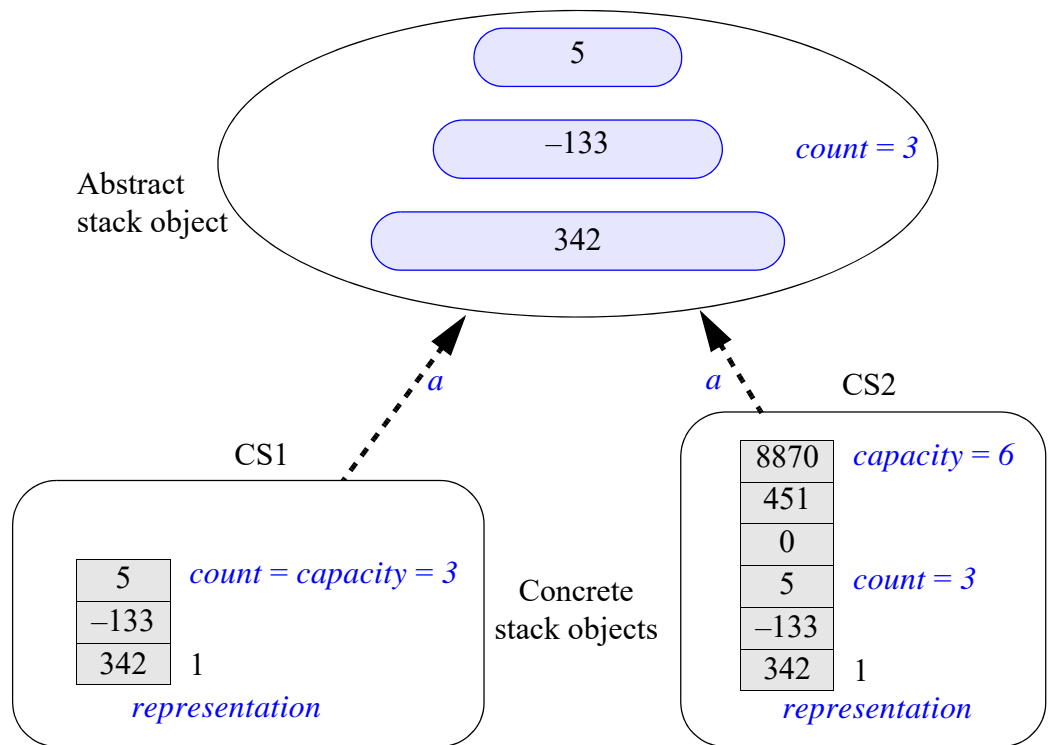 5
–133
count = 3
Abstract
stack object
342
a
a
CS2
CS1
8870
capacity = 6
451
0
5
count = capacity = 3
5
count = 3
Concrete
stack objects
–133
–133
342
1
342
1
representation
representation